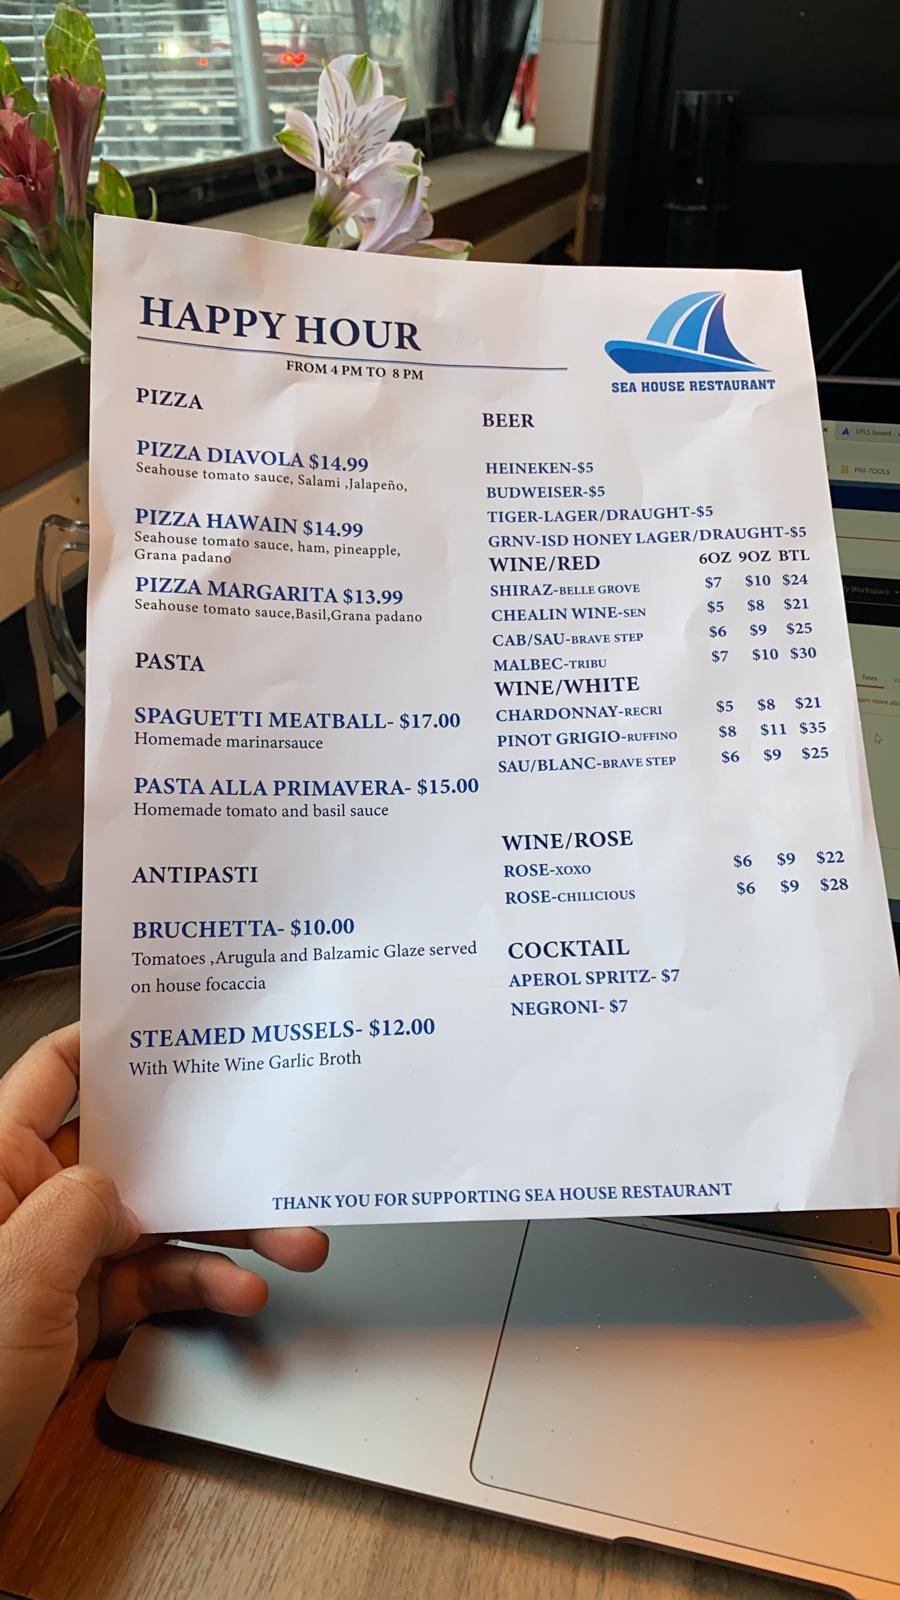 HAPPY HOUR
FROM 4 PM TO 8 PM
SEA HOUSE RESTAURANT
PIZZA
PIZZA DIAVOLA $14.99
Seahouse tomato sauce, Salami ,Jalapeño,
PIZZA HAWAIN $14.99
Seahouse tomato sauce, ham, pineapple,
Grana padano
PIZZA MARGARITA $13.99
Seahouse tomato sauce,Basil,Grana padano
PASTA
SPAGUETTI MEATBALL- $17.00
Homemade marinarsauce
PASTA ALLA PRIMAVERA- $15.00
Homemade tomato and basil sauce
ANTIPASTI
BRUCHETTA- $10.00
Tomatoes ,Arugula and Balzamic Glaze served
on house focaccia
STEAMED MUSSELS- $12.00
With White Wine Garlic Broth
BEER
HEINEKEN-$5
BUDWEISER-$5
TIGER-LAGER/DRAUGHT-$5
GRNV-ISD HONEY LAGER/DRAUGHT-$5
WINE/RED 6OZ 9OZ BTL
SHIRAZ-BELLE GROVE $7 $10 $24
CHEALIN WINE-SEN $5 $8 $21
CAB/SAU-BRAVE STEP $6 $9 $25
MALBEC-TRIBU $7 $10 $30
WINE/WHITE
CHARDONNAY-RECRI $5 $8 $21
PINOT GRIGIO-RUFFINO $8 $11 $35
SAU/BLANC-BRAVE STEP $6 $9 $25
WINE/ROSE
ROSE-XOXO $6 $9 $22
ROSE-CHILICIOUS $6 $9 $28
COCKTAIL
APEROL SPRITZ- $7
NEGRONI- $7
THANK YOU FOR SUPPORTING SEA HOUSE RESTAURANT
SPLS board
PNI-TOOLS
Workspace
Tests